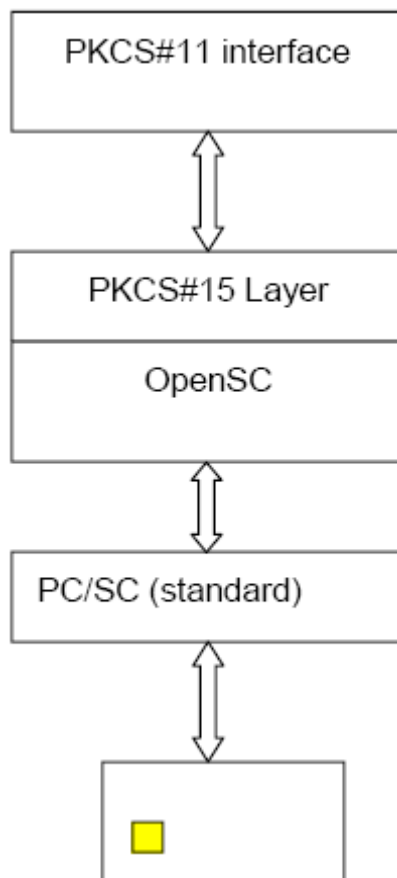 PKCS#11 interface
PKCS#15 Layer
OpenSC
PC/SC (standard)